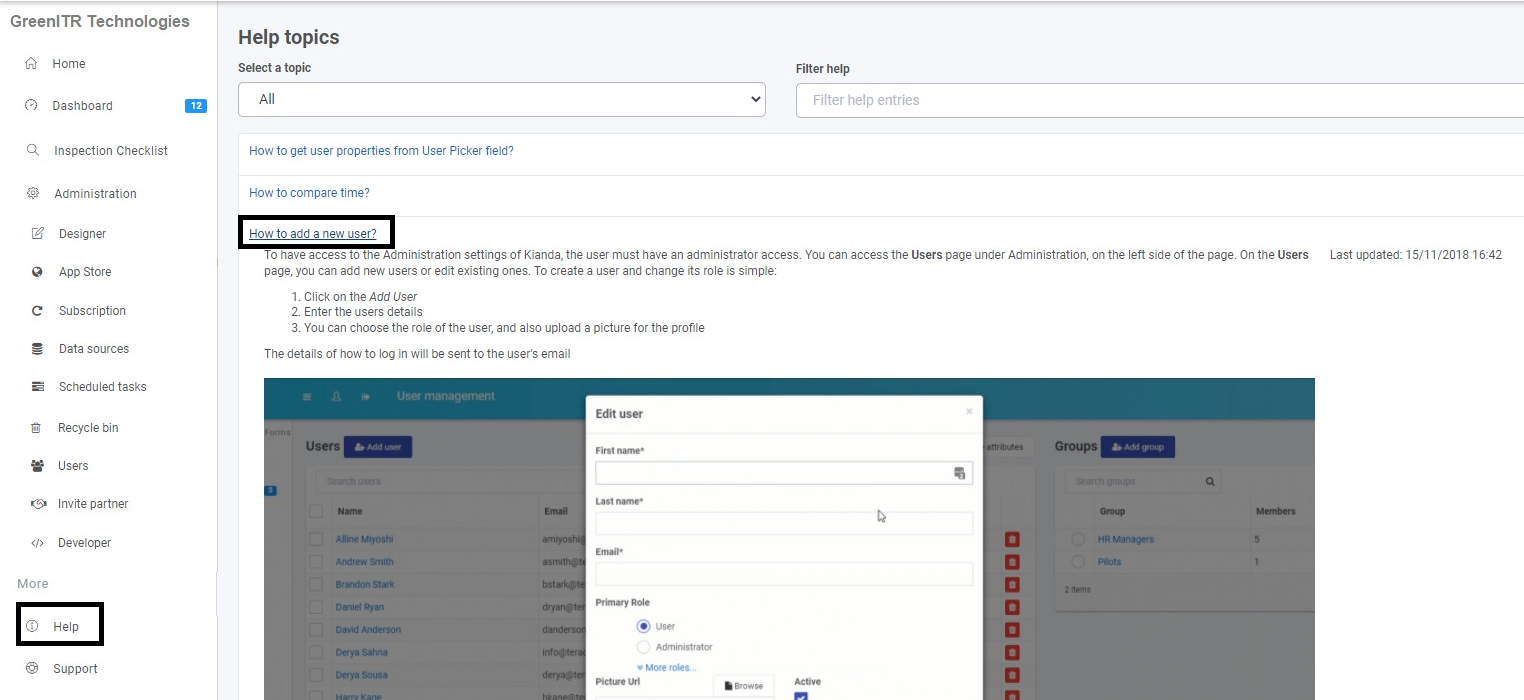 GreenITR Technologies
Home
Dashboard
12
Inspection Checklist
Administration
Designer
App Store
Subscription
Data sources
Scheduled tasks
Recycle bin
Users
Invite partner
Developer
More
Help
Support
Help topics
Select a topic
Filter help
All
Filter help entries
How to get user properties from User Picker field?
How to compare time?
How to add a new user?
To have access to the Administration settings of Kianda, the user must have an administrator access. You can access the Users page under Administration, on the left side of the page. On the Users
Last updated: 15/11/2018 16:42
page, you can add new users or edit existing ones. To create a user and change its role is simple:
1. Click on the Add User
2. Enter the users details
3. You can choose the role of the user, and also upload a picture for the profile
The details of how to log in will be sent to the user's email
User management
Forms
3
Users
Add user
Search users
Name
Email
Alline Miyoshi
amiyoshi@
Andrew Smith
asmith@te
Brandon Stark
bstark@te
Daniel Ryan
dryan@ter
David Anderson
danderson
Derya Sahna
info@tera
Derya Sousa
derya@ter
Harry Kane
hkane@ter
Edit user
×
First name*
Last name*
Email*
Primary Role
User
Administrator
More roles...
Picture Url
Browse
Active
attributes
Groups
Add group
Search groups
Group
Members
HR Managers
5
Pilots
1
2 items